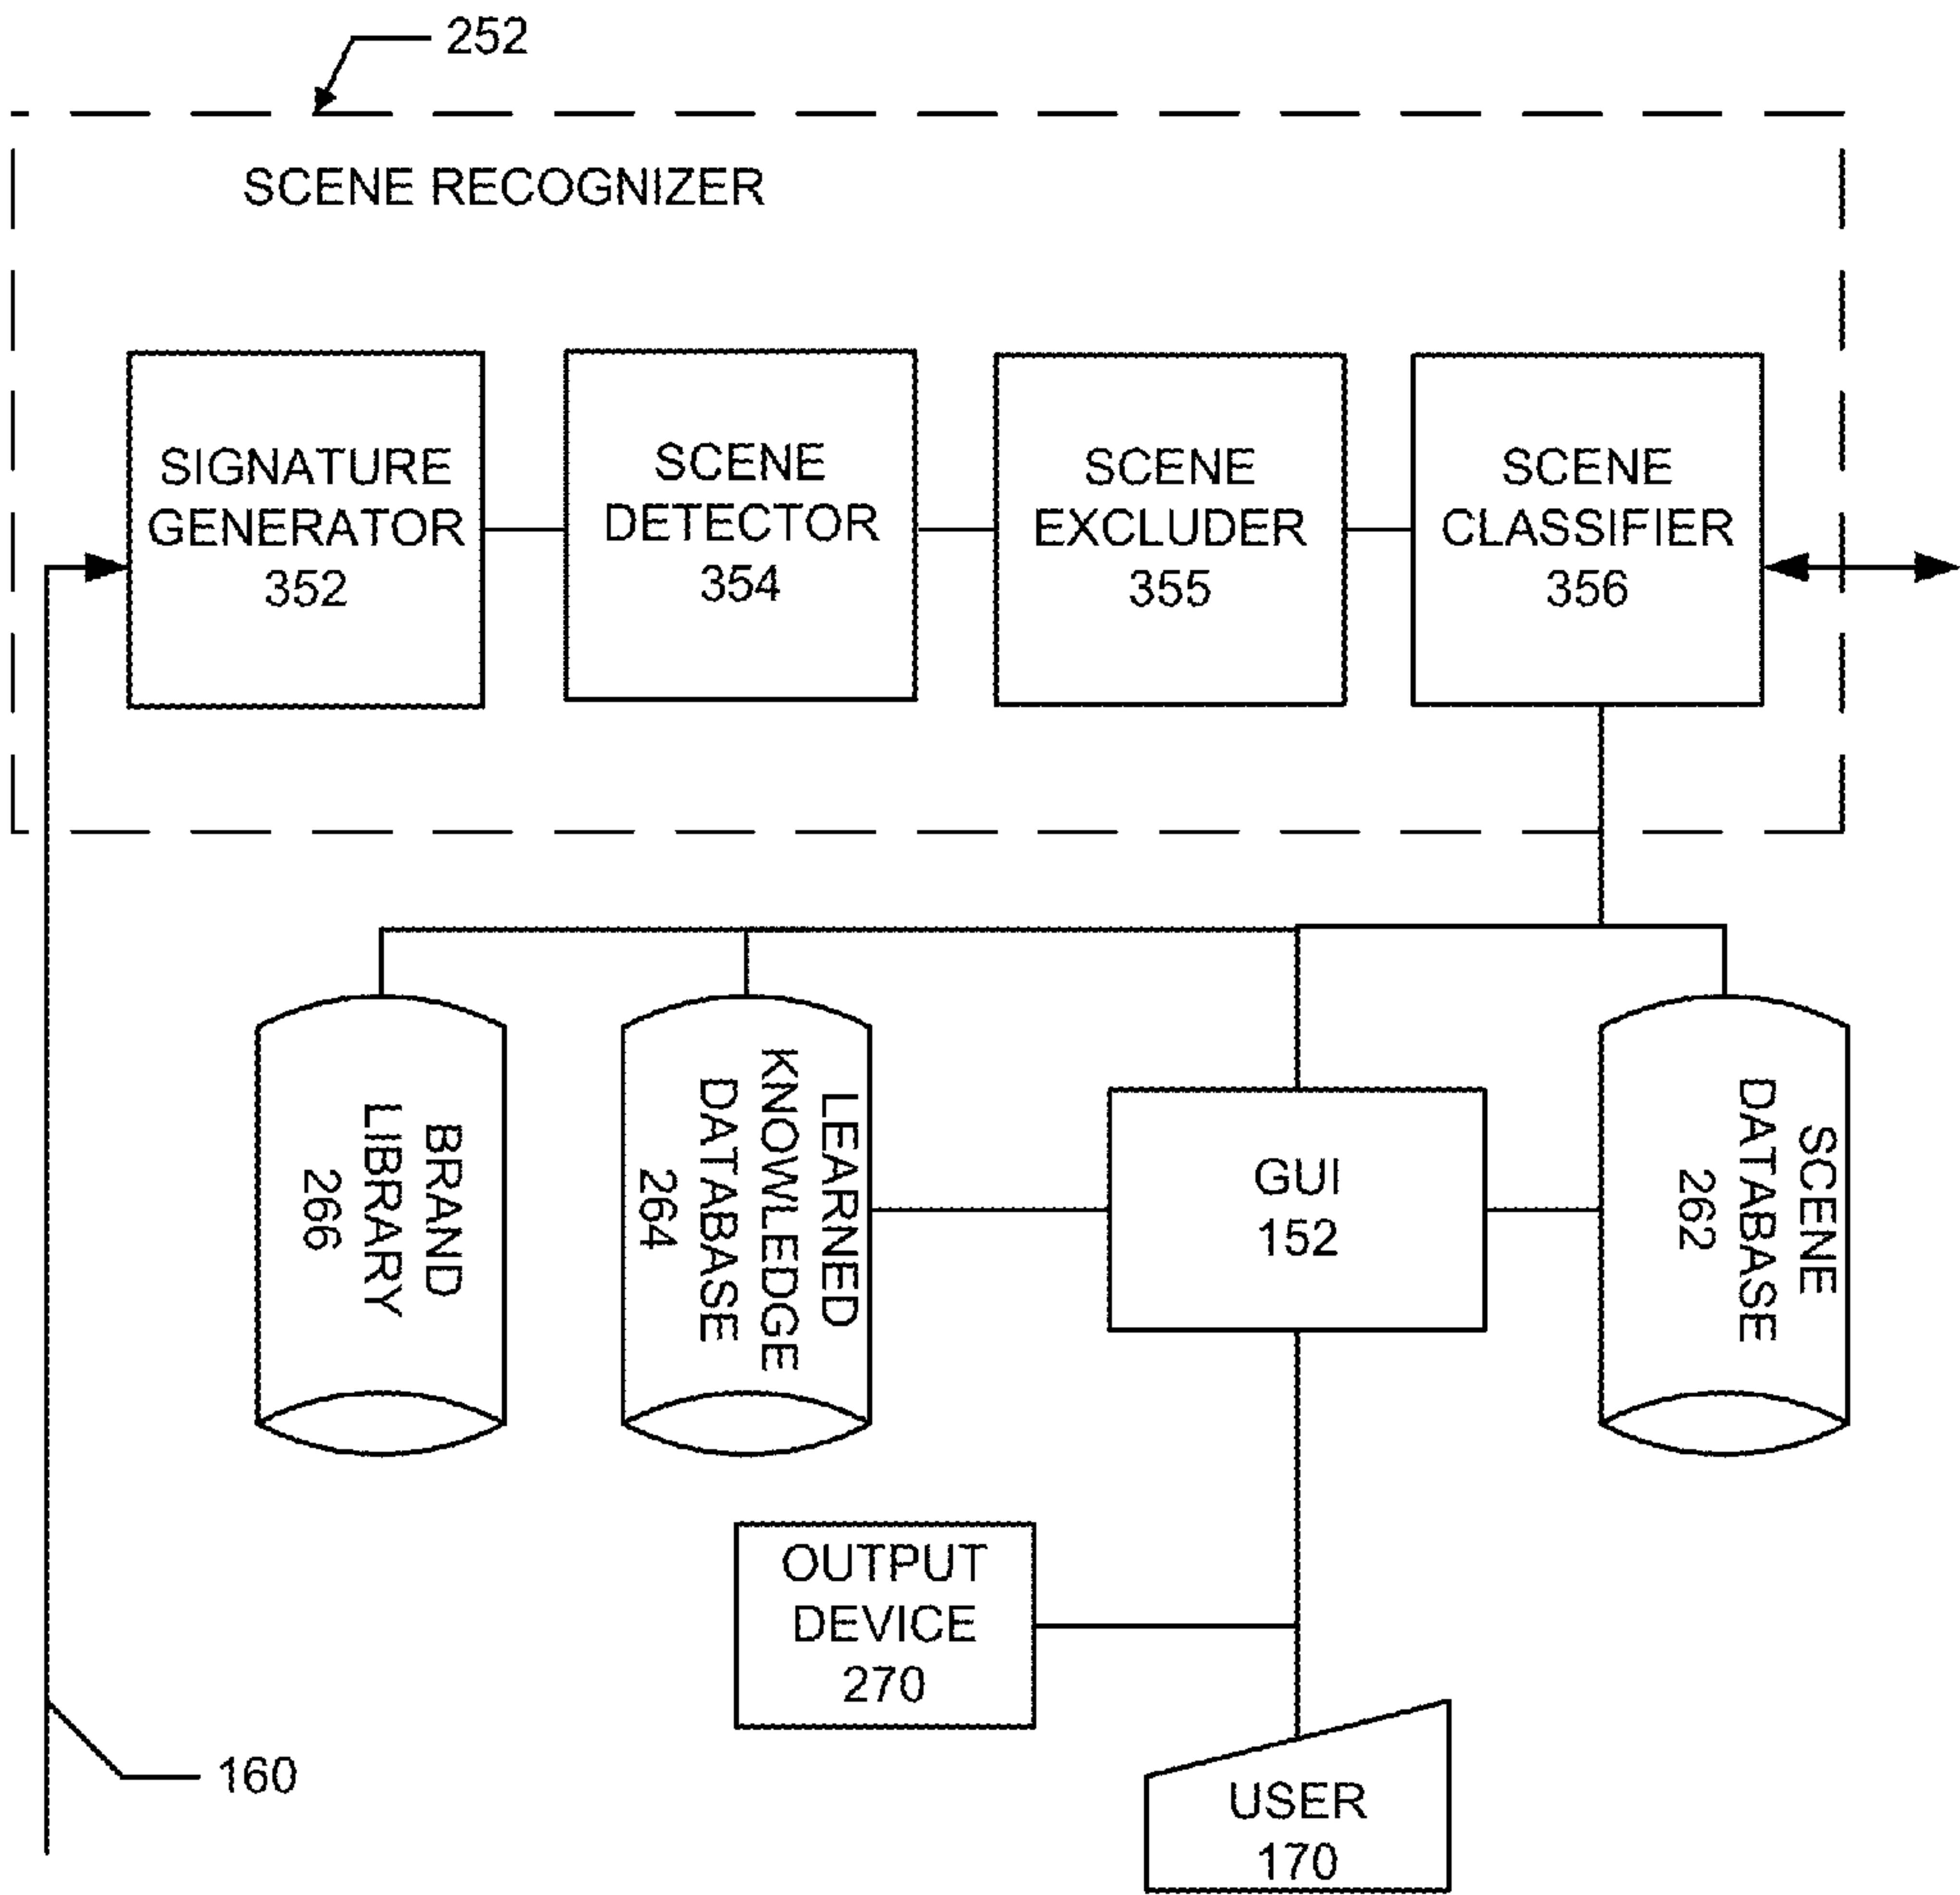 252
SCENE RECOGNIZER
SIGNATURE
GENERATOR
352
SCENE
DETECTOR
354
SCENE
EXCLUDER
355
SCENE
CLASSIFIER
356
BRAND
LIBRARY
266
LEARNED
KNOWLEDGE
DATABASE
264
GUI
152
SCENE
DATABASE
262
OUTPUT
DEVICE
270
160
USER
170